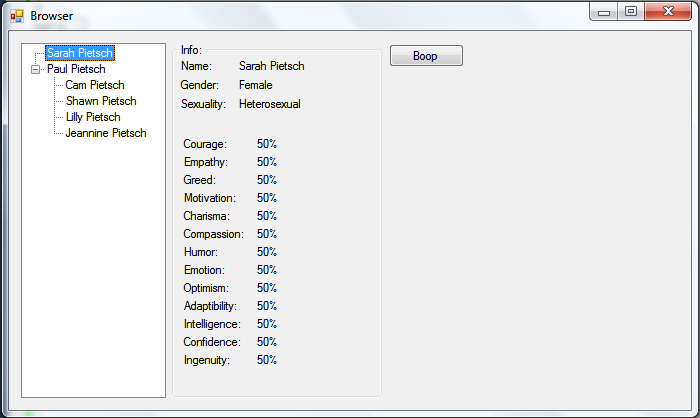 Browser
Sarah Pietsch
Paul Pietsch
Cam Pietsch
Shawn Pietsch
Lilly Pietsch
Jeannine Pietsch
Info:
Name: Sarah Pietsch
Gender: Female
Sexuality: Heterosexual
Courage: 50%
Empathy: 50%
Greed: 50%
Motivation: 50%
Charisma: 50%
Compassion: 50%
Humor: 50%
Emotion: 50%
Optimism: 50%
Adaptibility: 50%
Intelligence: 50%
Confidence: 50%
Ingenuity: 50%
Boop